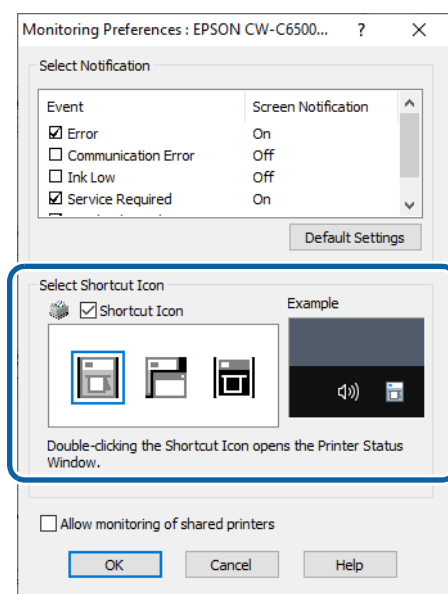 Monitoring Preferences : EPSON CW-C6500... ? ×
Select Notification
Event Screen Notification
Error On
Communication Error Off
Ink Low Off
Service Required On
Default Settings
Select Shortcut Icon
Shortcut Icon
Example
Double-clicking the Shortcut Icon opens the Printer Status
Window.
Allow monitoring of shared printers
OK Cancel Help